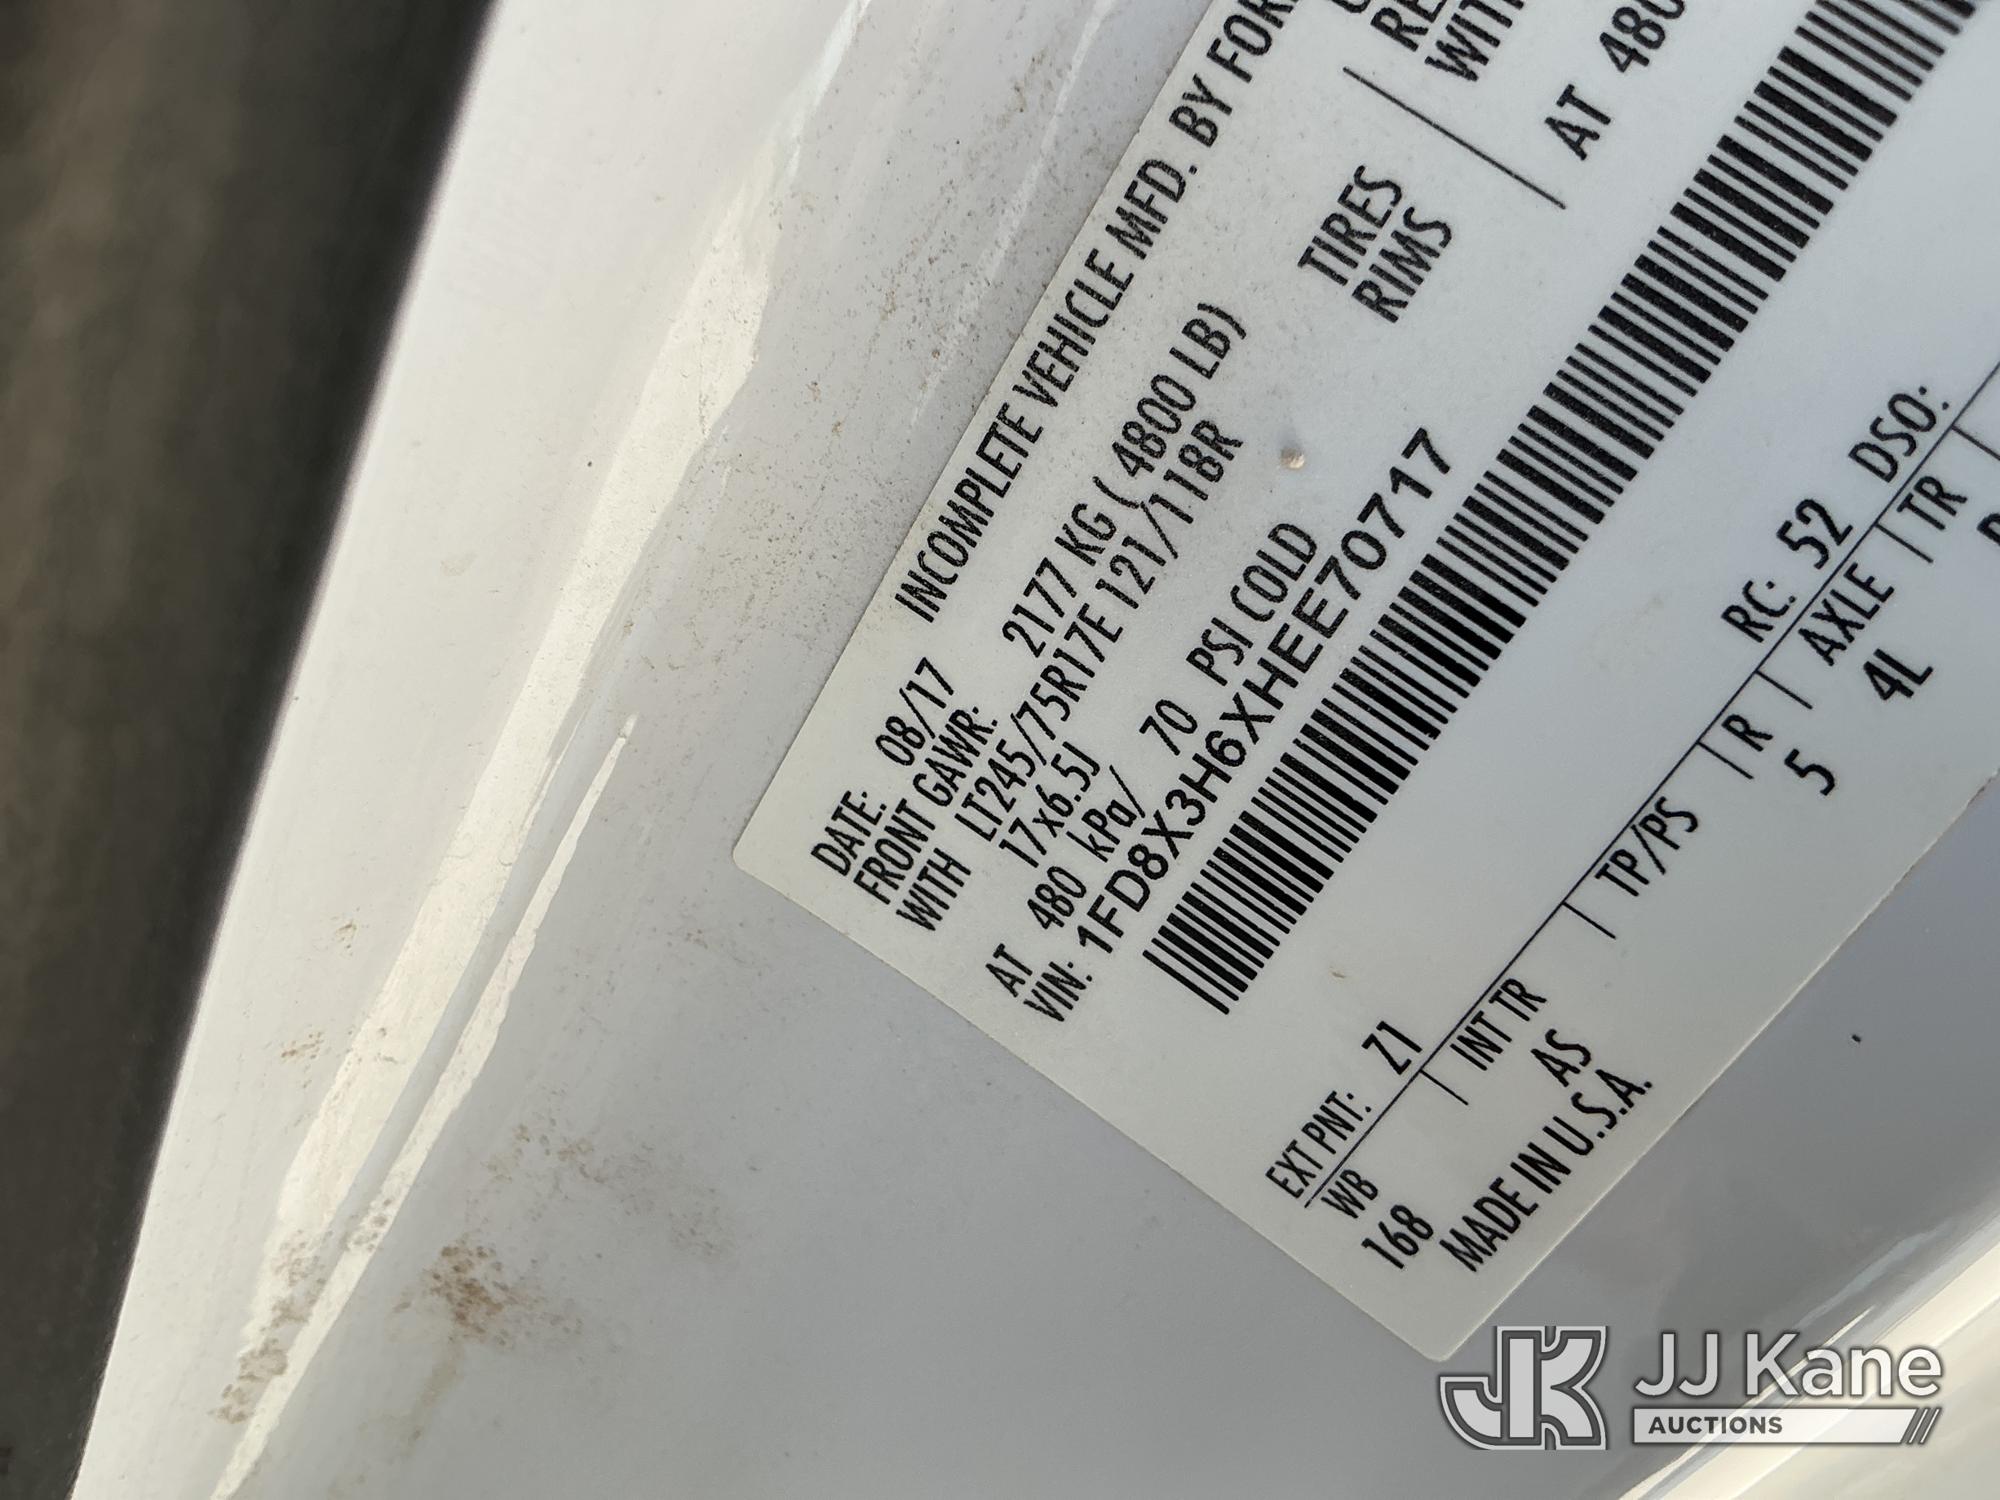 INCOMPLETE VEHICLE MFD. BY
DATE: 08/17
FRONT GAWR: 2177 KG ( 4800 LB)
WITH LT245/75R17E 121/118R TIRES
17x6.5J RIMS
AT 480 kPa/ 70 PSI COLD AT
VIN: 1FD8X3H6XHEE70717
EXT PNT: Z1 RC: 52 DSO:
WB INT TR TP/PS R AXLE TR
168 AS 5 4L
MADE IN U.S.A.
JK JJ Kane
AUCTIONS